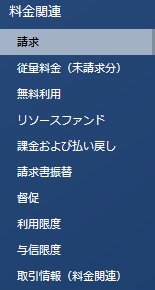 料金関連
請求
従量料金（未請求分）
無料利用
リソースファンド
課金および払い戻し
請求書振替
督促
利用限度
与信限度
取引情報（料金関連）